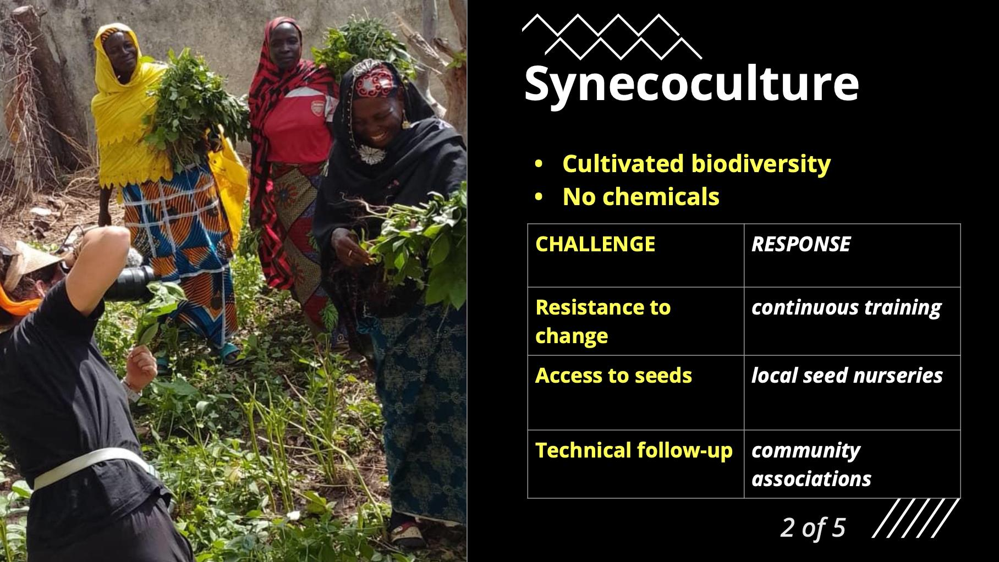 Synecoculture
• Cultivated biodiversity
• No chemicals
CHALLENGE
RESPONSE
Resistance to
change
continuous training
Access to seeds
local seed nurseries
Technical follow-up
community
associations
2 of 5